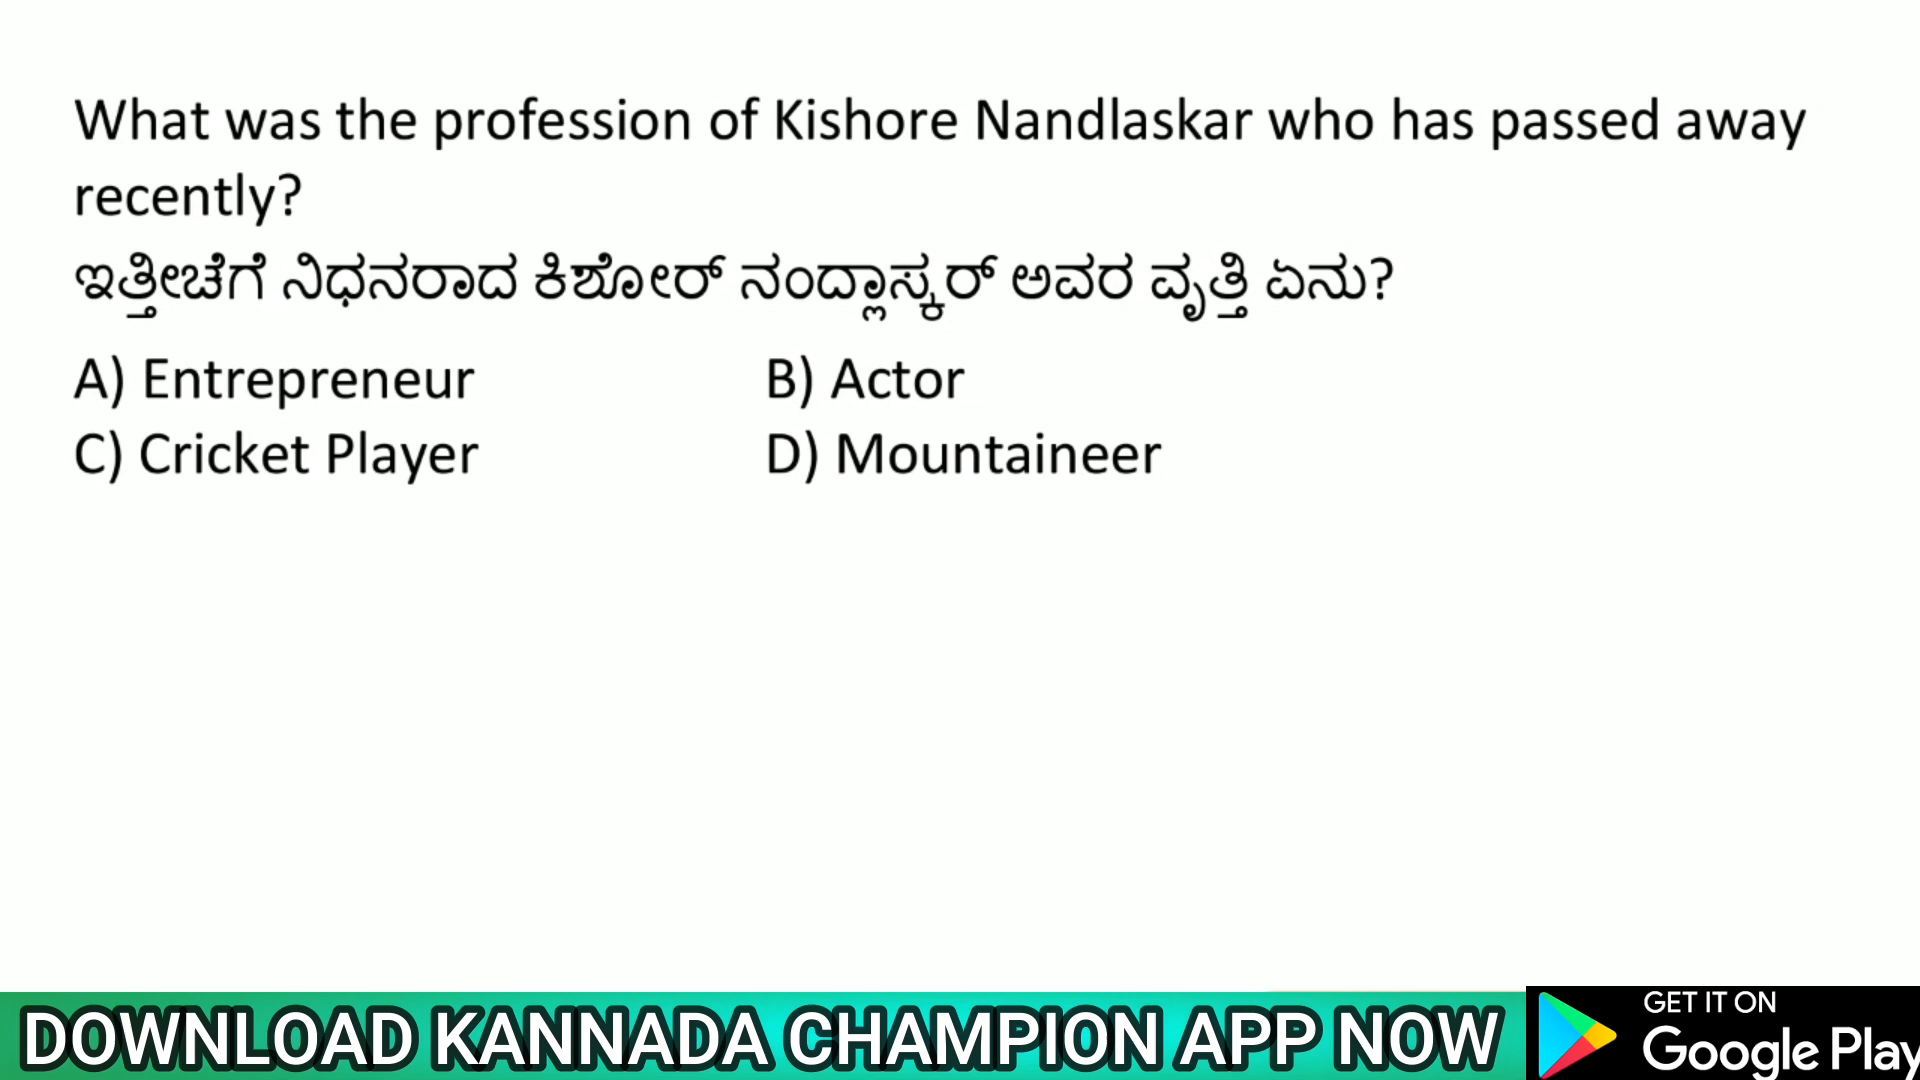 What was the profession of Kishore Nandlaskar who has passed away
recently?
ಇತ್ತೀಚೆಗೆ ನಿಧನರಾದ ಕಿಶೋರ್ ನಂದ್ಲಾಸ್ಕರ್ ಅವರ ವೃತ್ತಿ ಏನು?
A) Entrepreneur B) Actor
C) Cricket Player D) Mountaineer
DOWNLOAD KANNADA CHAMPION APP NOW
GET IT ON
Google Play